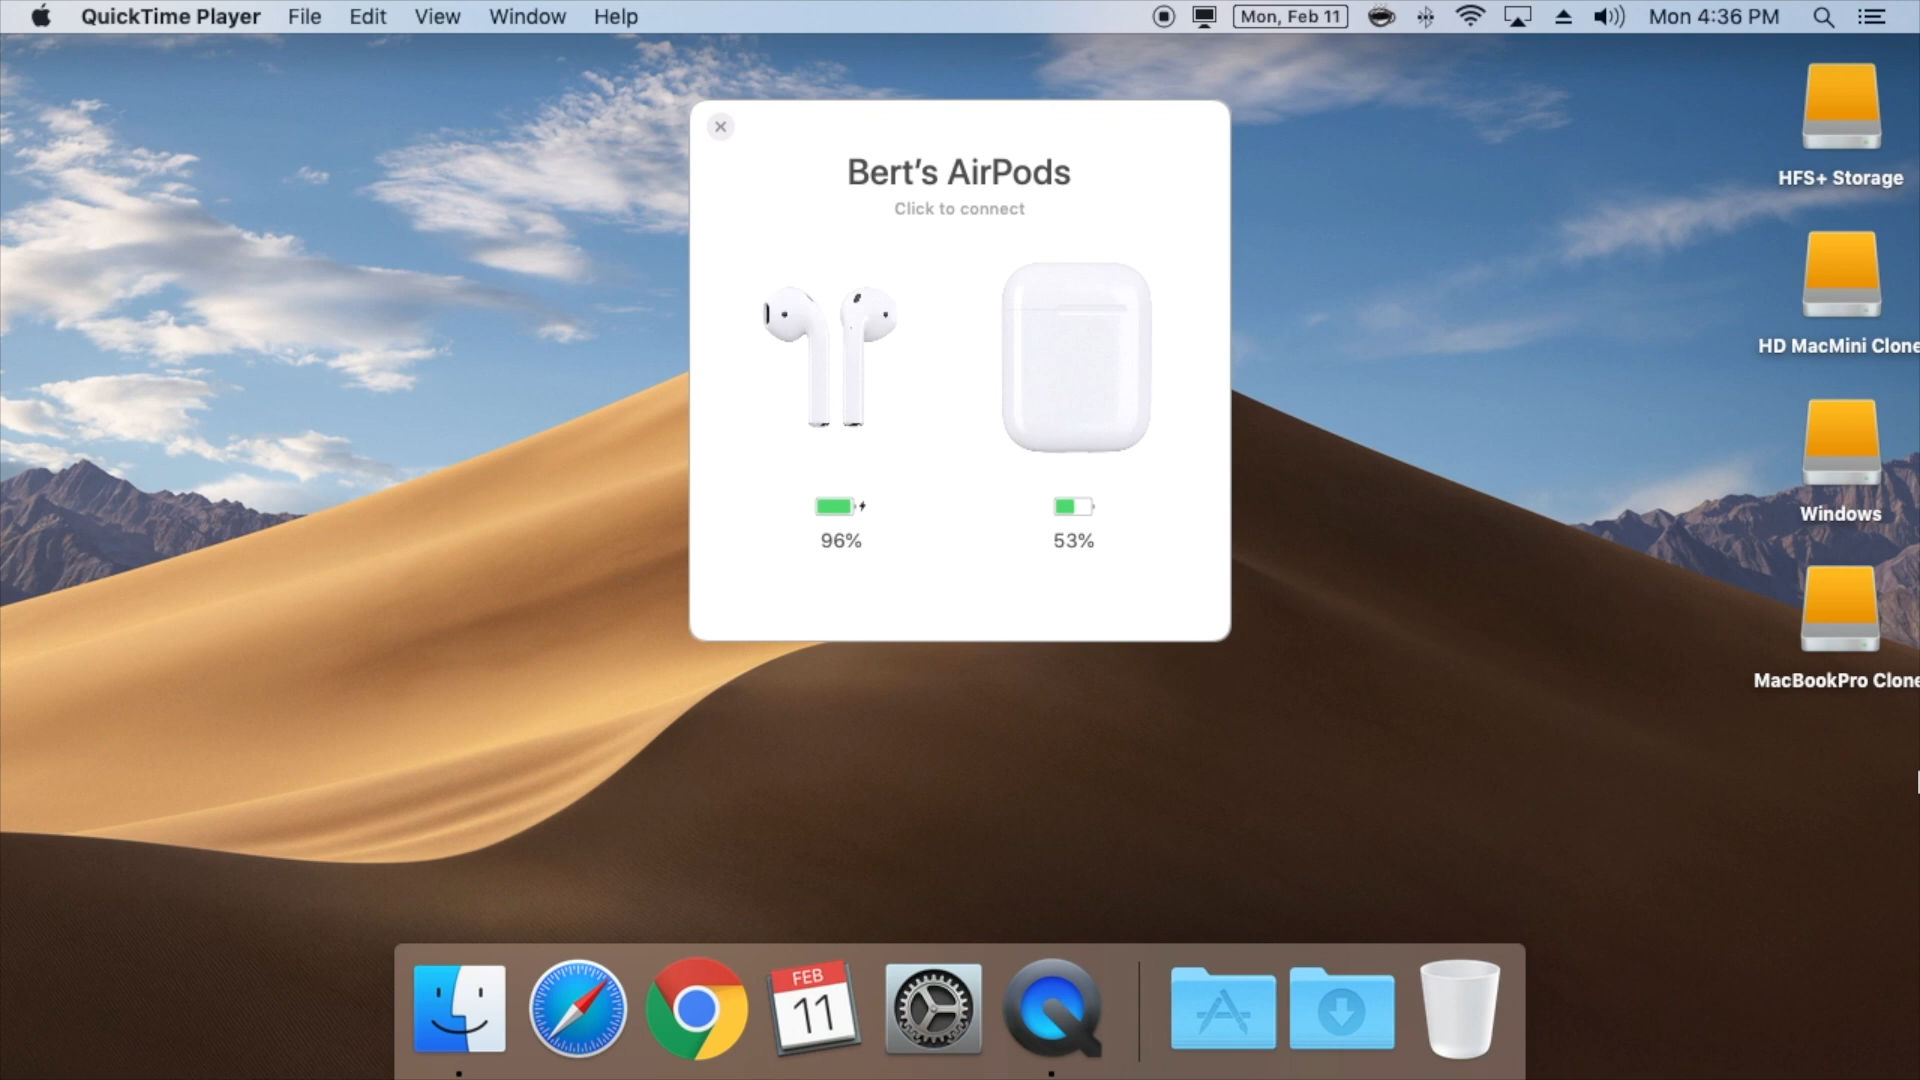 QuickTime Player File Edit View Window Help Mon, Feb 11 Mon 4:36 PM
Bert's AirPods
Click to connect
96%
53%
HFS+ Storage
HD MacMini Clone
Windows
MacBookPro Clone
FEB
11